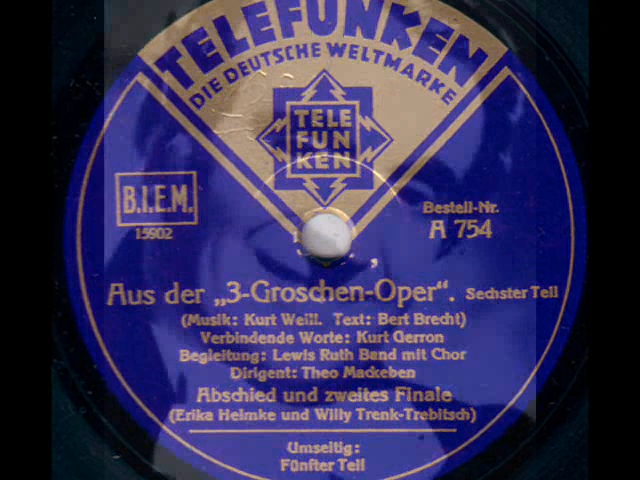 TELEFUNKEN
DIE DEUTSCHE WELTMARKE
TELE
FUN
KEN
B.I.E.M.
15902
Bestell-Nr.
A 754
Aus der „3-Groschen-Oper“. Sechster Teil
(Musik: Kurt Weill. Text: Bert Brecht)
Verbindende Worte: Kurt Gerron
Begleitung: Lewis Ruth Band mit Chor
Dirigent: Theo Mackeben
Abschied und zweites Finale
(Erika Helmke und Willy Trenk-Trebitsch)
Umseitig:
Fünfter Teil